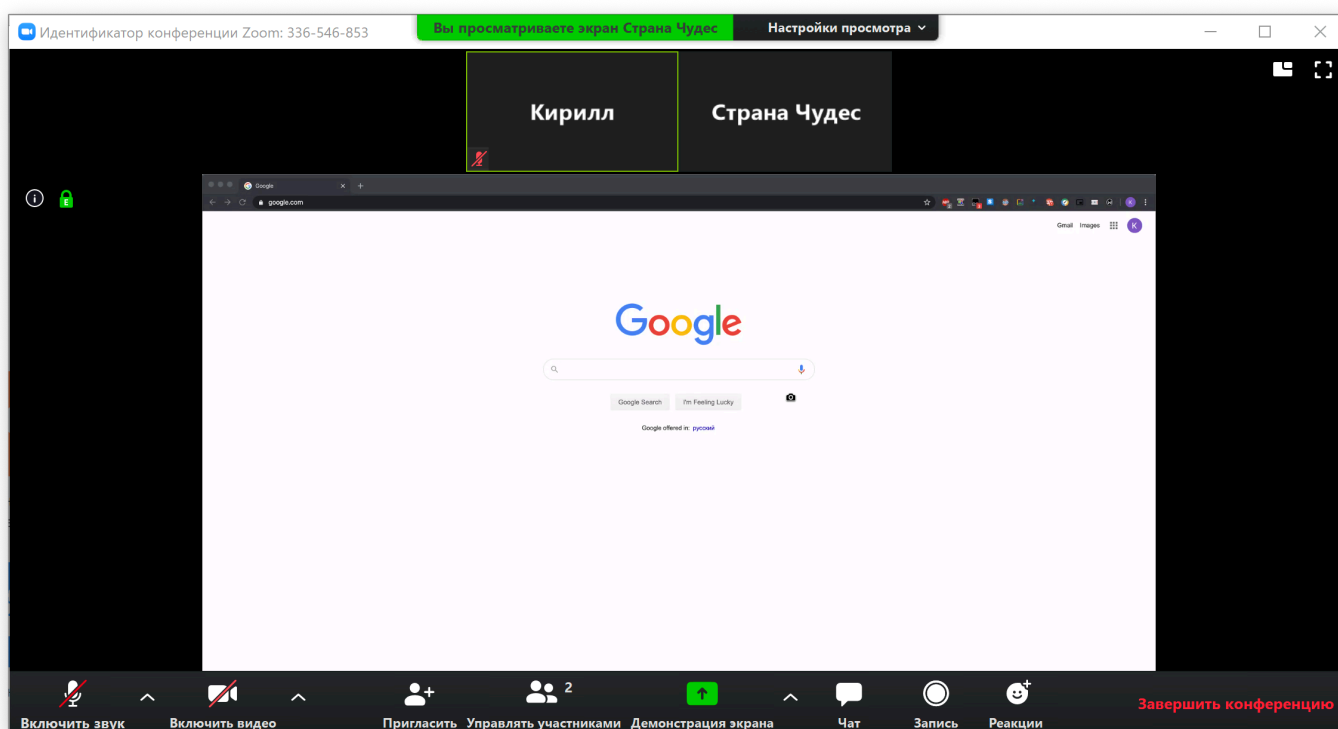 Идентификатор конференции Zoom: 336-546-853
Вы просматриваете экран Страна Чудес
Настройки просмотра
Кирилл
Страна Чудес
Google
google.com
K
Gmail Images
K
Google
Google Search I'm Feeling Lucky
Google offered in: русский
2
Включить звук
Включить видео
Пригласить
Управлять участниками
Демонстрация экрана
Чат
Запись
Реакции
Завершить конференцию